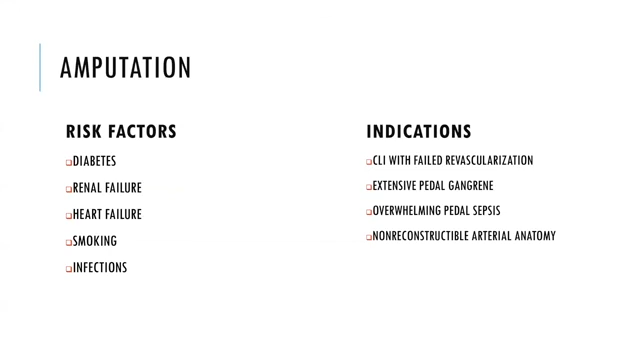 AMPUTATION
RISK FACTORS
DIABETES
RENAL FAILURE
HEART FAILURE
SMOKING
INFECTIONS
INDICATIONS
CLI WITH FAILED REVASCULARIZATION
EXTENSIVE PEDAL GANGRENE
OVERWHELMING PEDAL SEPSIS
NONRECONSTRUCTIBLE ARTERIAL ANATOMY